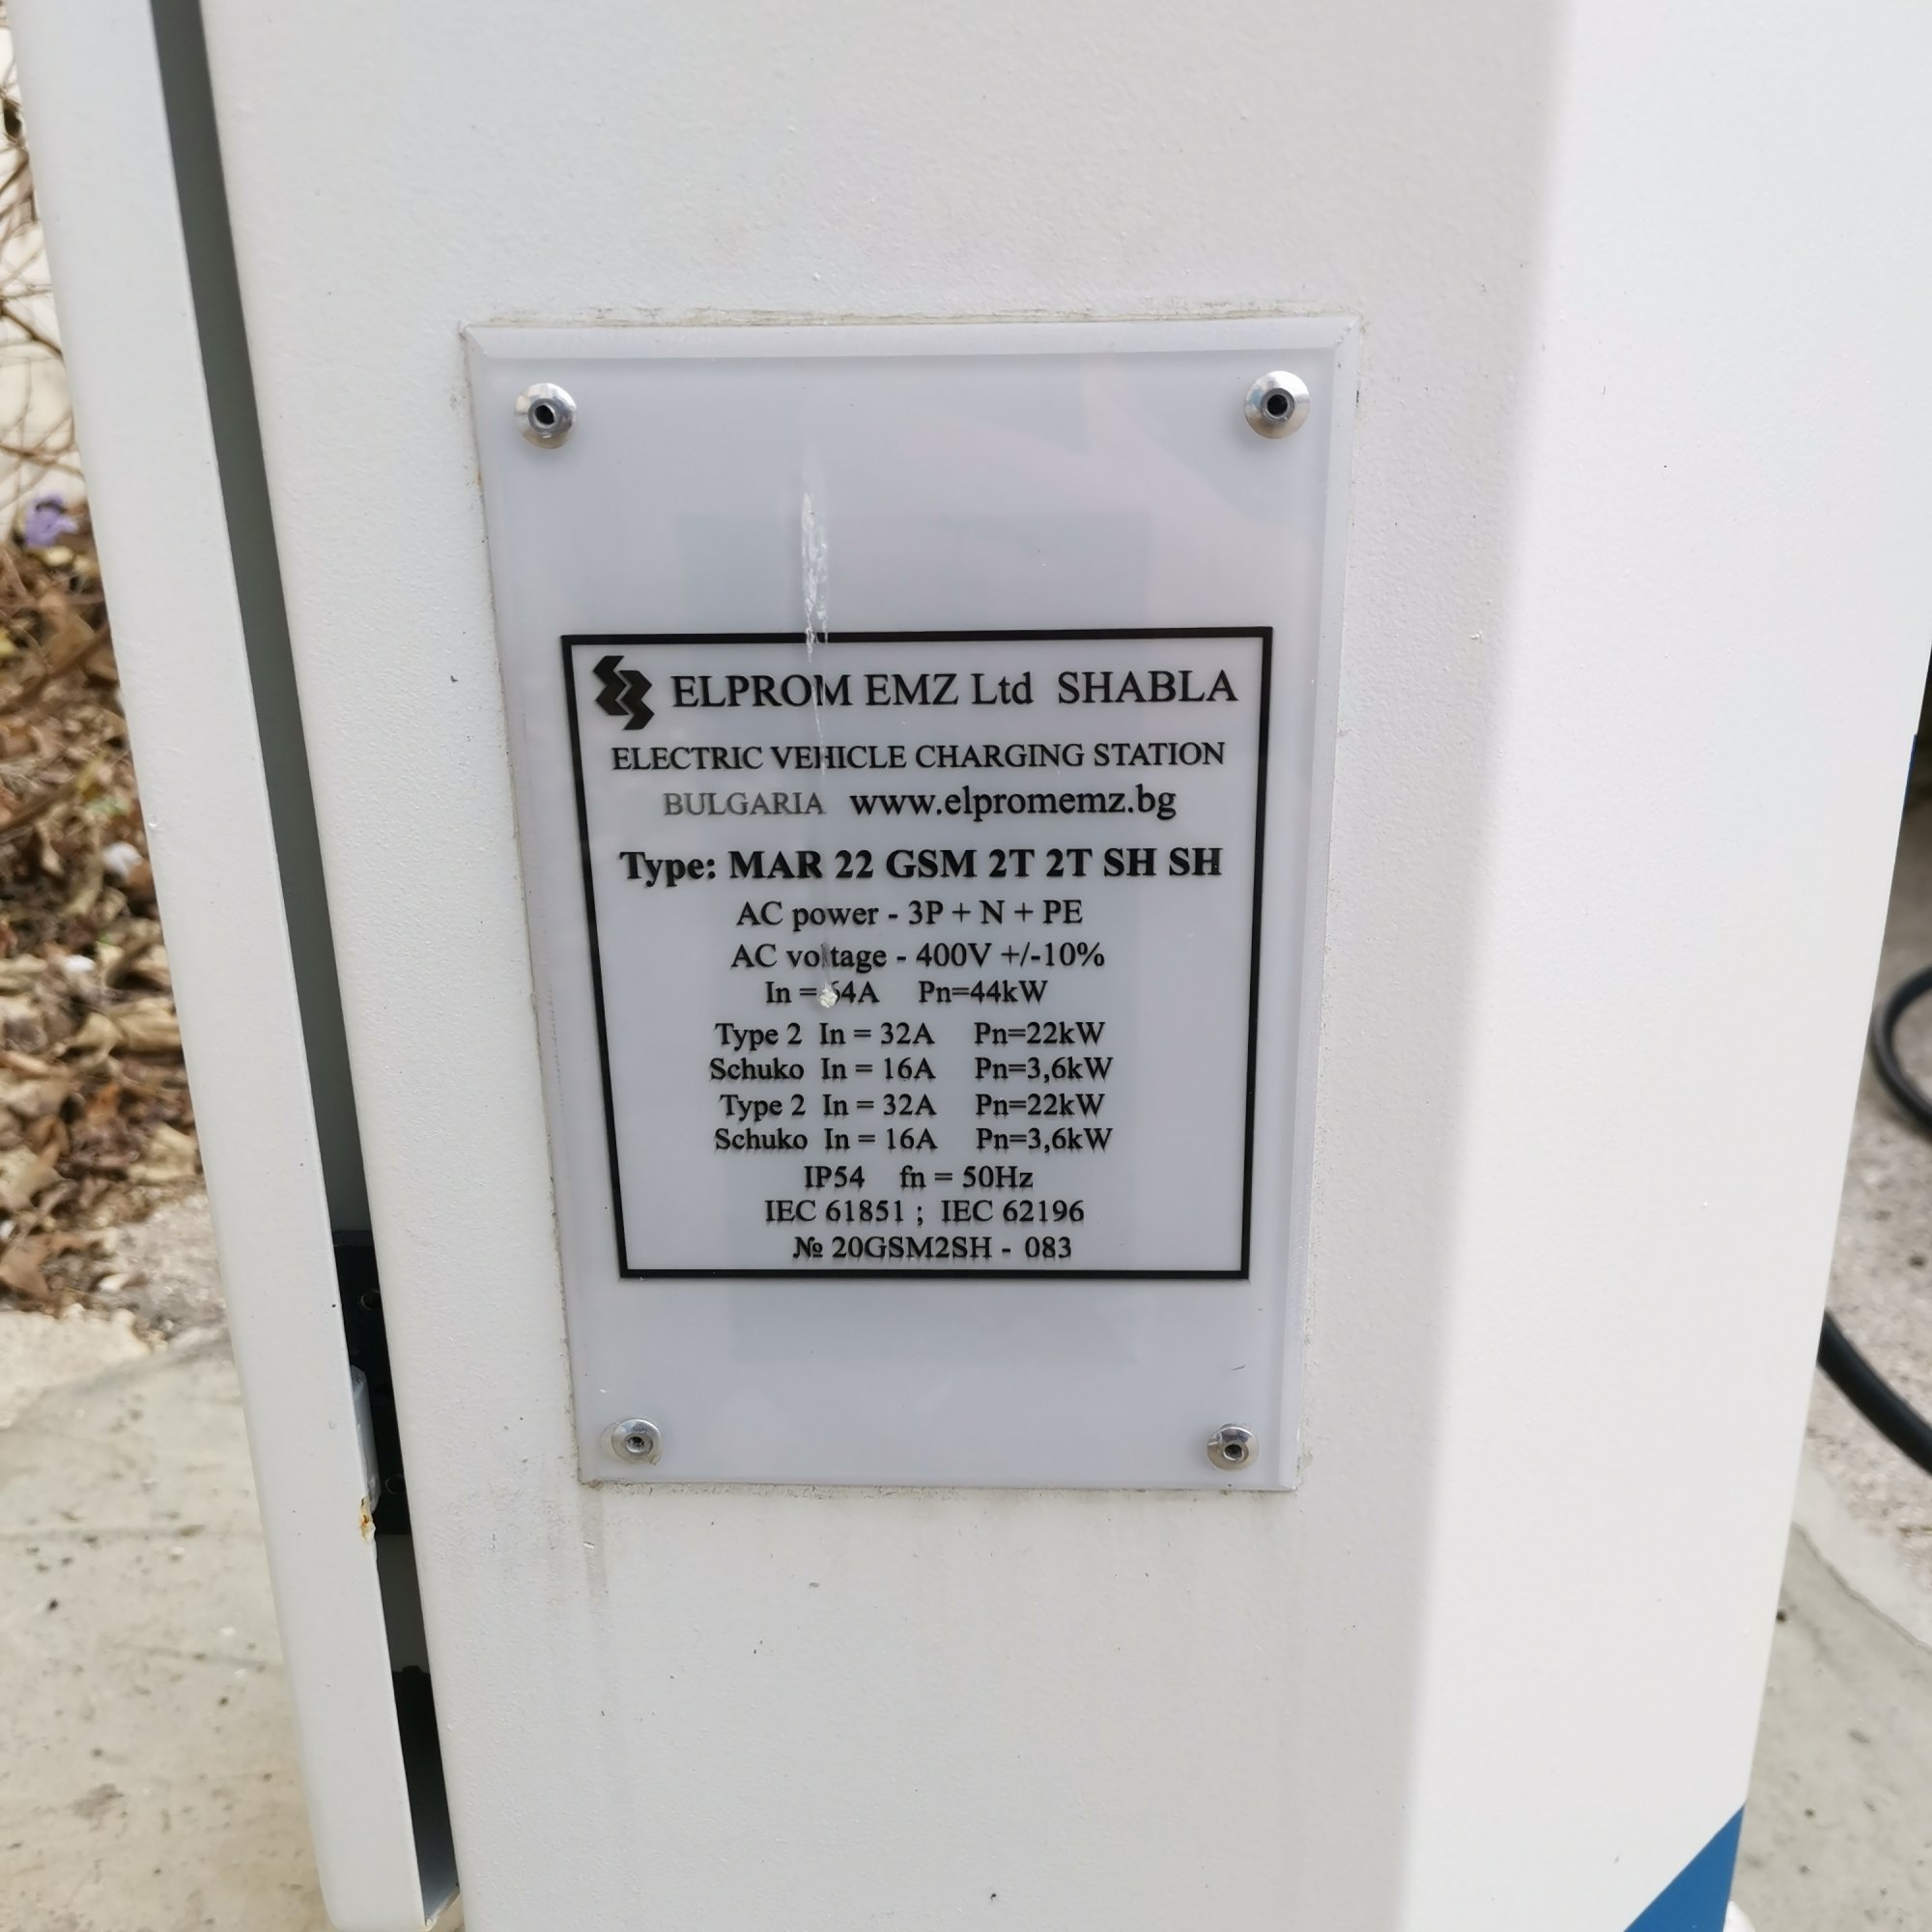 ELPROM EMZ Ltd SHABLA
ELECTRIC VEHICLE CHARGING STATION
BULGARIA www.elpromemz.bg
Type: MAR 22 GSM 2T 2T SH SH
AC power - 3P + N + PE
AC voltage - 400V +/-10%
In = 64A Pn=44kW
Type 2 In = 32A Pn=22kW
Schuko In = 16A Pn=3,6kW
Type 2 In = 32A Pn=22kW
Schuko In = 16A Pn=3,6kW
IP54 fn = 50Hz
IEC 61851 ; IEC 62196
№ 20GSM2SH - 083